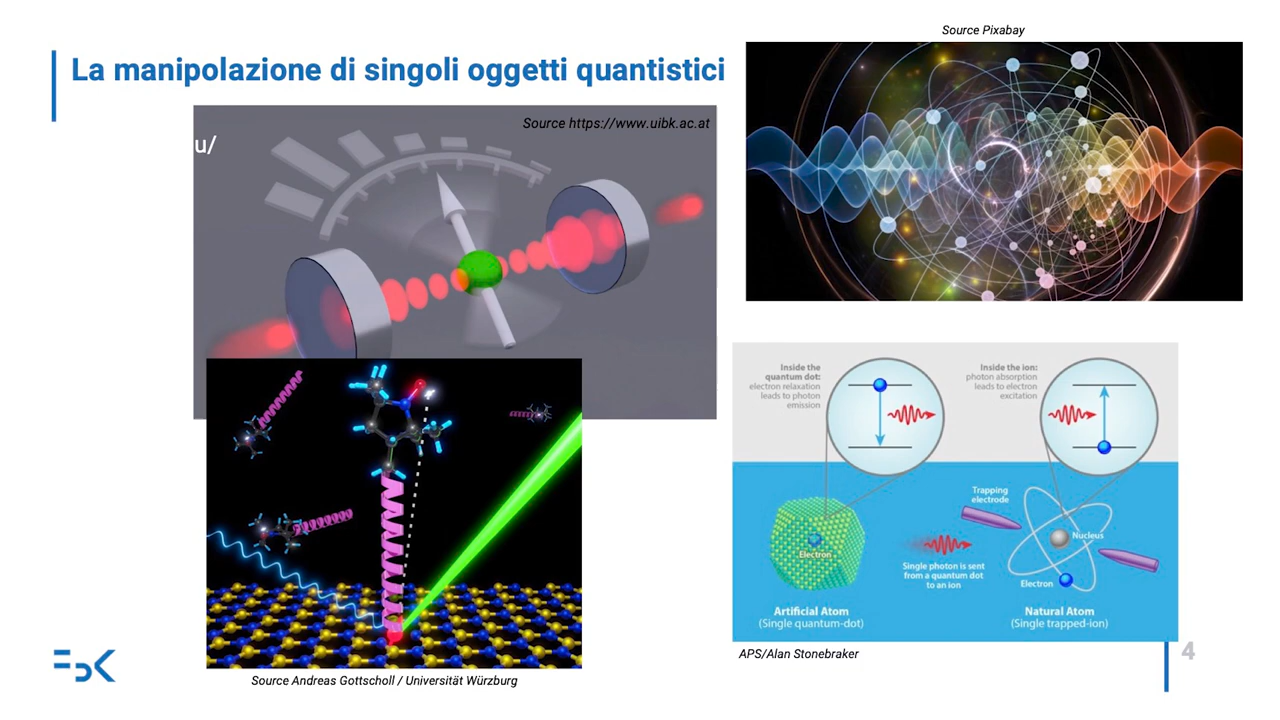 Source Pixabay
La manipolazione di singoli oggetti quantistici
Source https://www.uibk.ac.at
u/
Inside the
quantum dot:
electron relaxation
leads to photon
emission
Inside the ion:
photon absorption
leads to electron
excitation
Trapping
electrode
Nucleus
Electron
Single photon is sent
from a quantum dot
to an ion
Electron
Artificial Atom
(Single quantum-dot)
Natural Atom
(Single trapped-ion)
APS/Alan Stonebraker
4
FBK
Source Andreas Gottscholl / Universität Würzburg